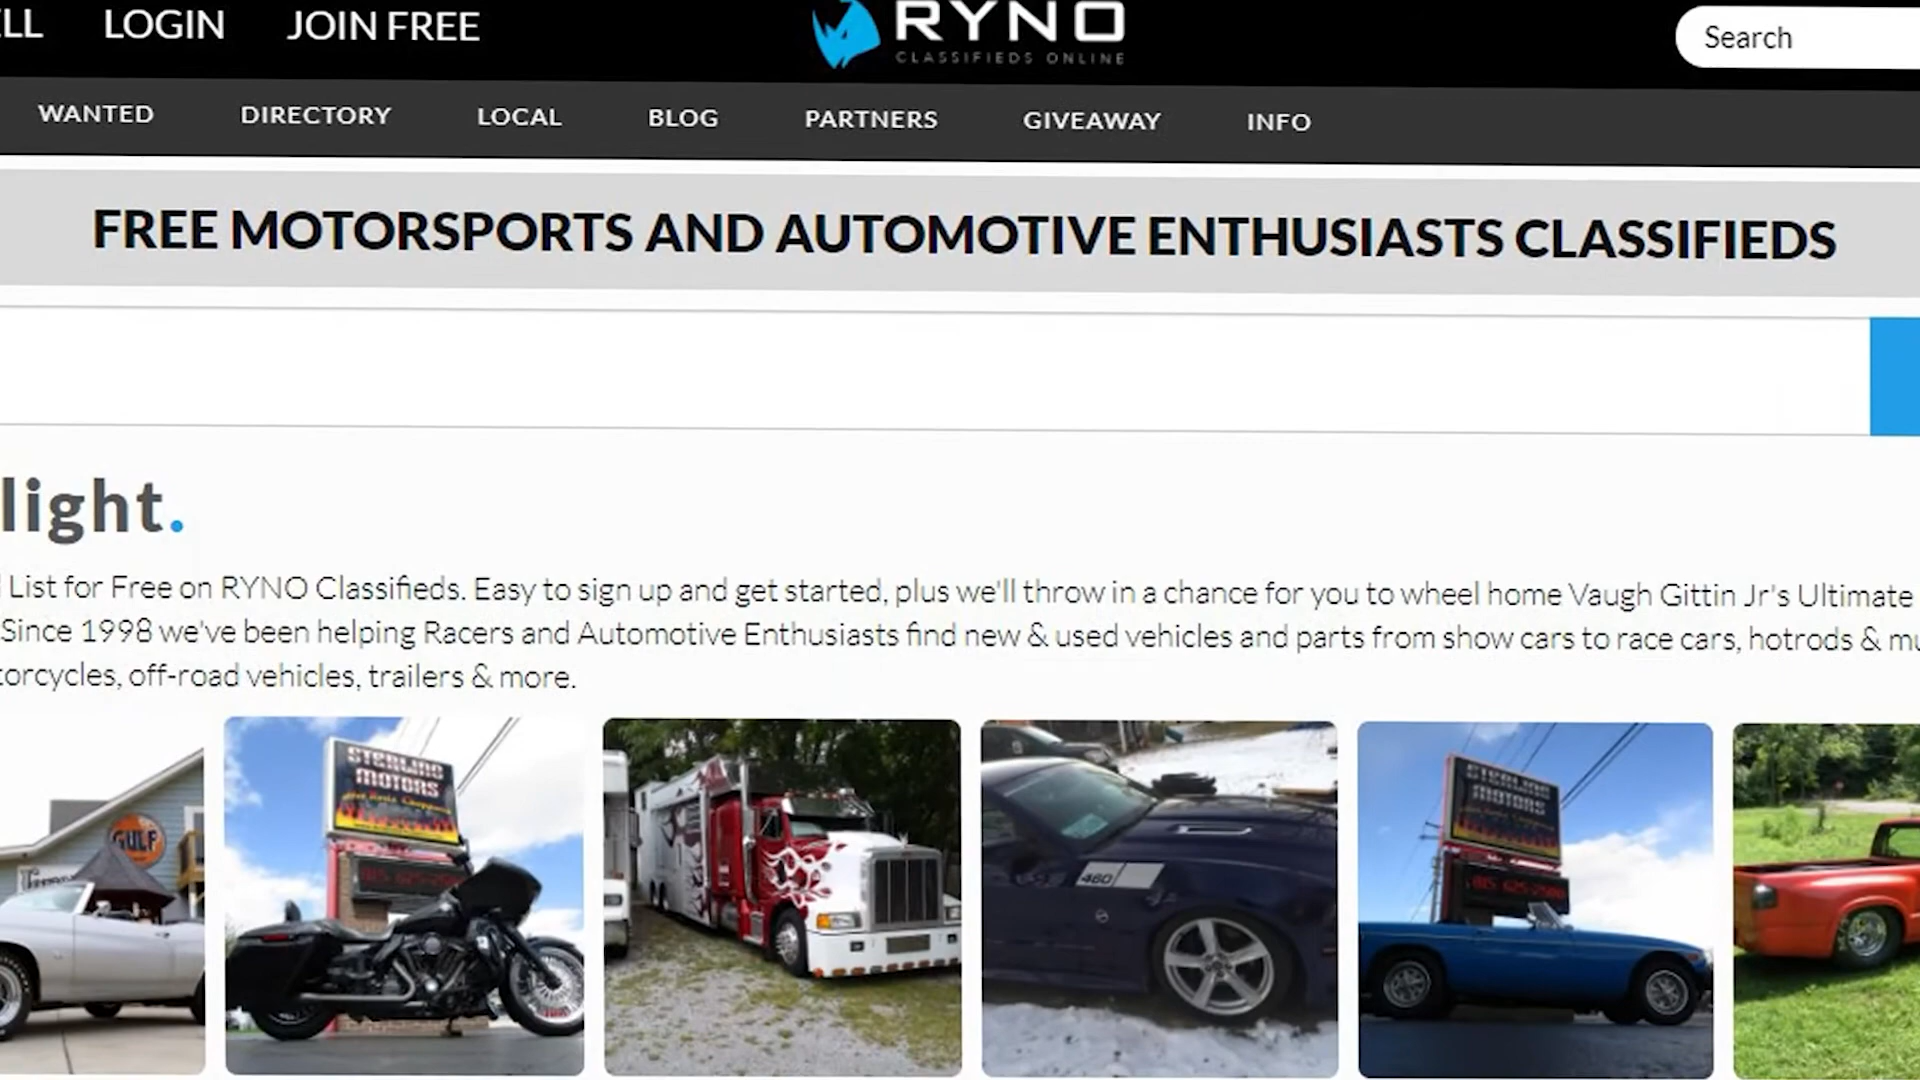 LOGIN JOIN FREE RYNO Search
CLASSIFIEDS ONLINE
WANTED DIRECTORY LOCAL BLOG PARTNERS GIVEAWAY INFO
FREE MOTORSPORTS AND AUTOMOTIVE ENTHUSIASTS CLASSIFIEDS
light.
List for Free on RYNO Classifieds. Easy to sign up and get started, plus we'll throw in a chance for you to wheel home Vaugh Gittin Jr's Ultimate
Since 1998 we've been helping Racers and Automotive Enthusiasts find new & used vehicles and parts from show cars to race cars, hotrods & mu
torcycles, off-road vehicles, trailers & more.
GULF
STERLING
MOTORS
460
STERLING
MOTORS